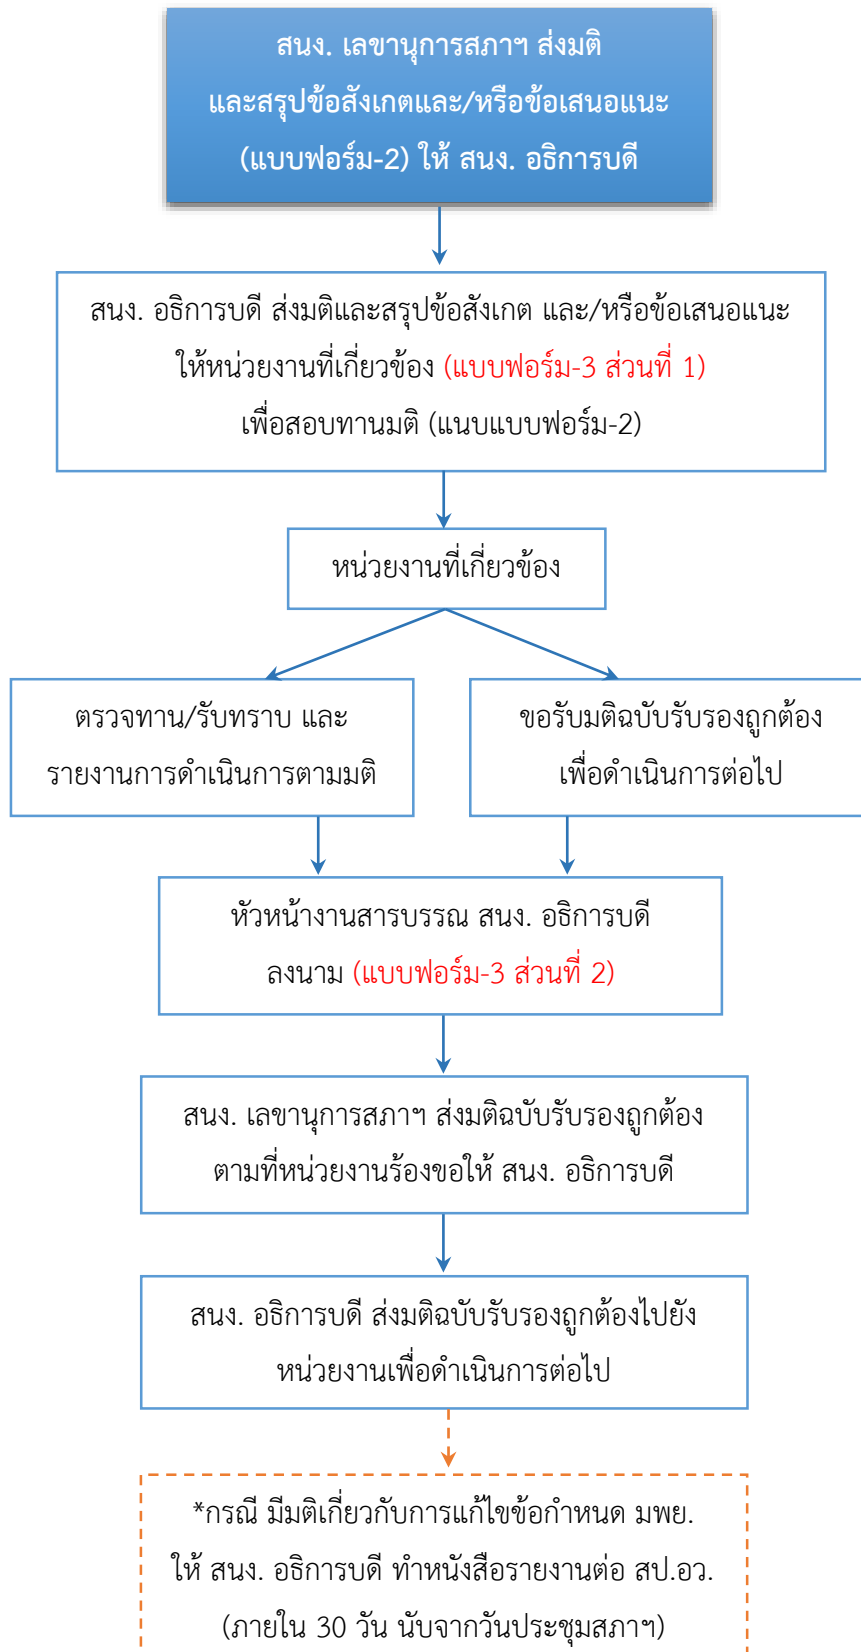 สนง. เลขานุการสภาฯ ส่งมติ
และสรุปข้อสังเกตและ/หรือข้อเสนอแนะ
(แบบฟอร์ม-2) ให้ สนง. อธิการบดี
สนง. อธิการบดี ส่งมติและสรุปข้อสังเกต และ/หรือข้อเสนอแนะ
ให้หน่วยงานที่เกี่ยวข้อง (แบบฟอร์ม-3 ส่วนที่ 1)
เพื่อสอบทานมติ (แนบแบบฟอร์ม-2)
หน่วยงานที่เกี่ยวข้อง
ตรวจทาน/รับทราบ และ
รายงานการดำเนินการตามมติ
ขอรับมติฉบับรับรองถูกต้อง
เพื่อดำเนินการต่อไป
หัวหน้างานสารบรรณ สนง. อธิการบดี
ลงนาม (แบบฟอร์ม-3 ส่วนที่ 2)
สนง. เลขานุการสภาฯ ส่งมติฉบับรับรองถูกต้อง
ตามที่หน่วยงานร้องขอให้ สนง. อธิการบดี
สนง. อธิการบดี ส่งมติฉบับรับรองถูกต้องไปยัง
หน่วยงานเพื่อดำเนินการต่อไป
*กรณี มีมติเกี่ยวกับการแก้ไขข้อกำหนด มพย.
ให้ สนง. อธิการบดี ทำหนังสือรายงานต่อ สป.อว.
(ภายใน 30 วัน นับจากวันประชุมสภาฯ)